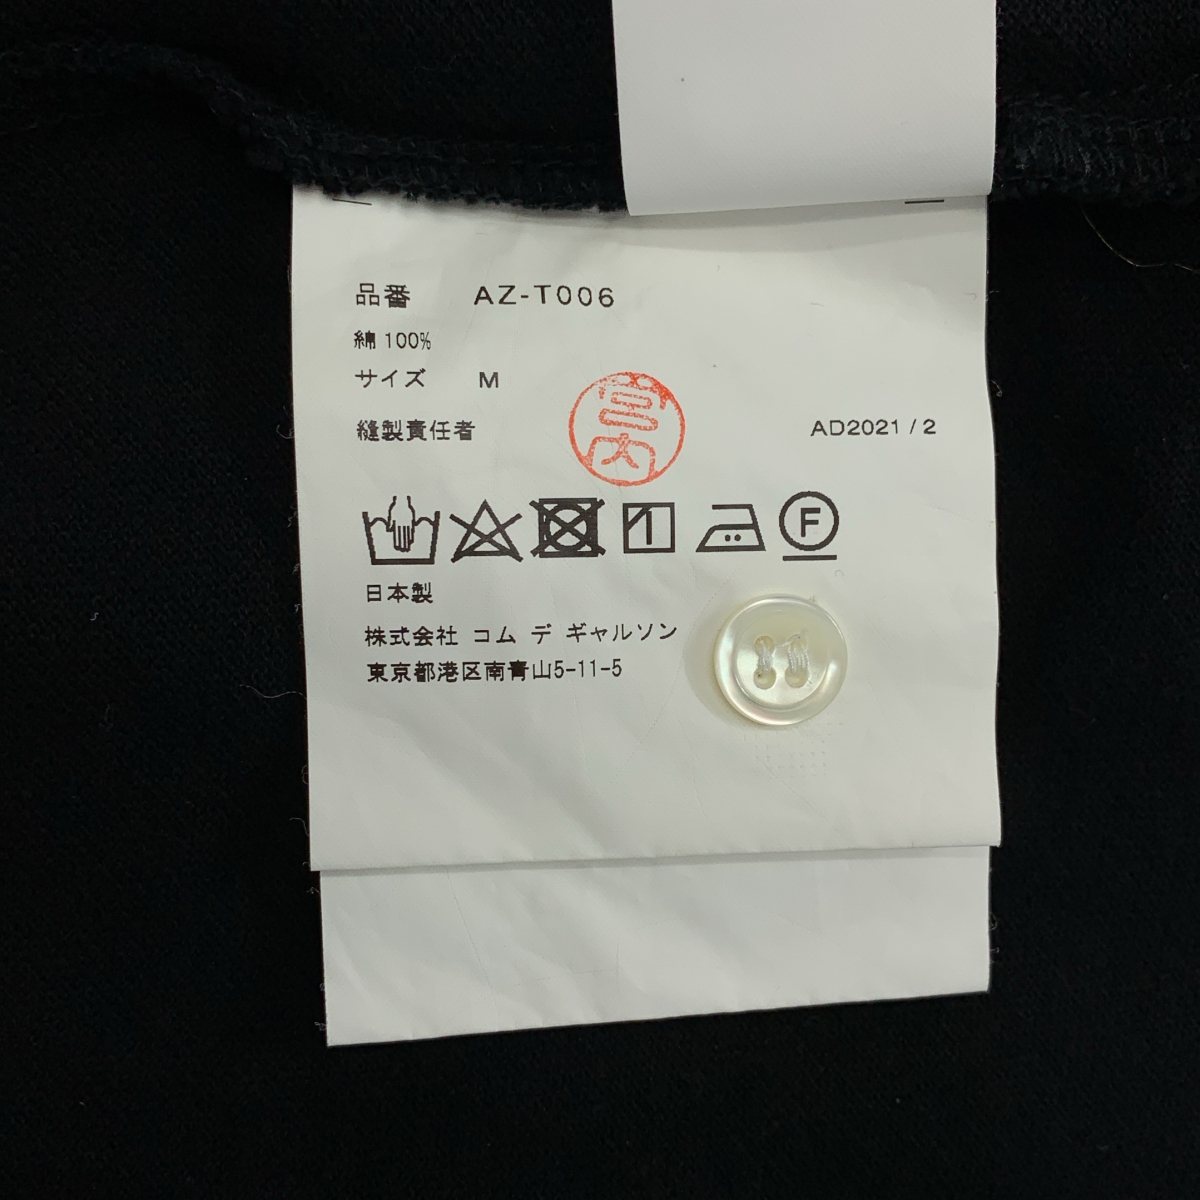 品番 AZ-T006
綿 100%
サイズ M
縫製責任者 宮内 AD2021 / 2
F
日本製
株式会社 コム デ ギャルソン
東京都港区南青山5-11-5